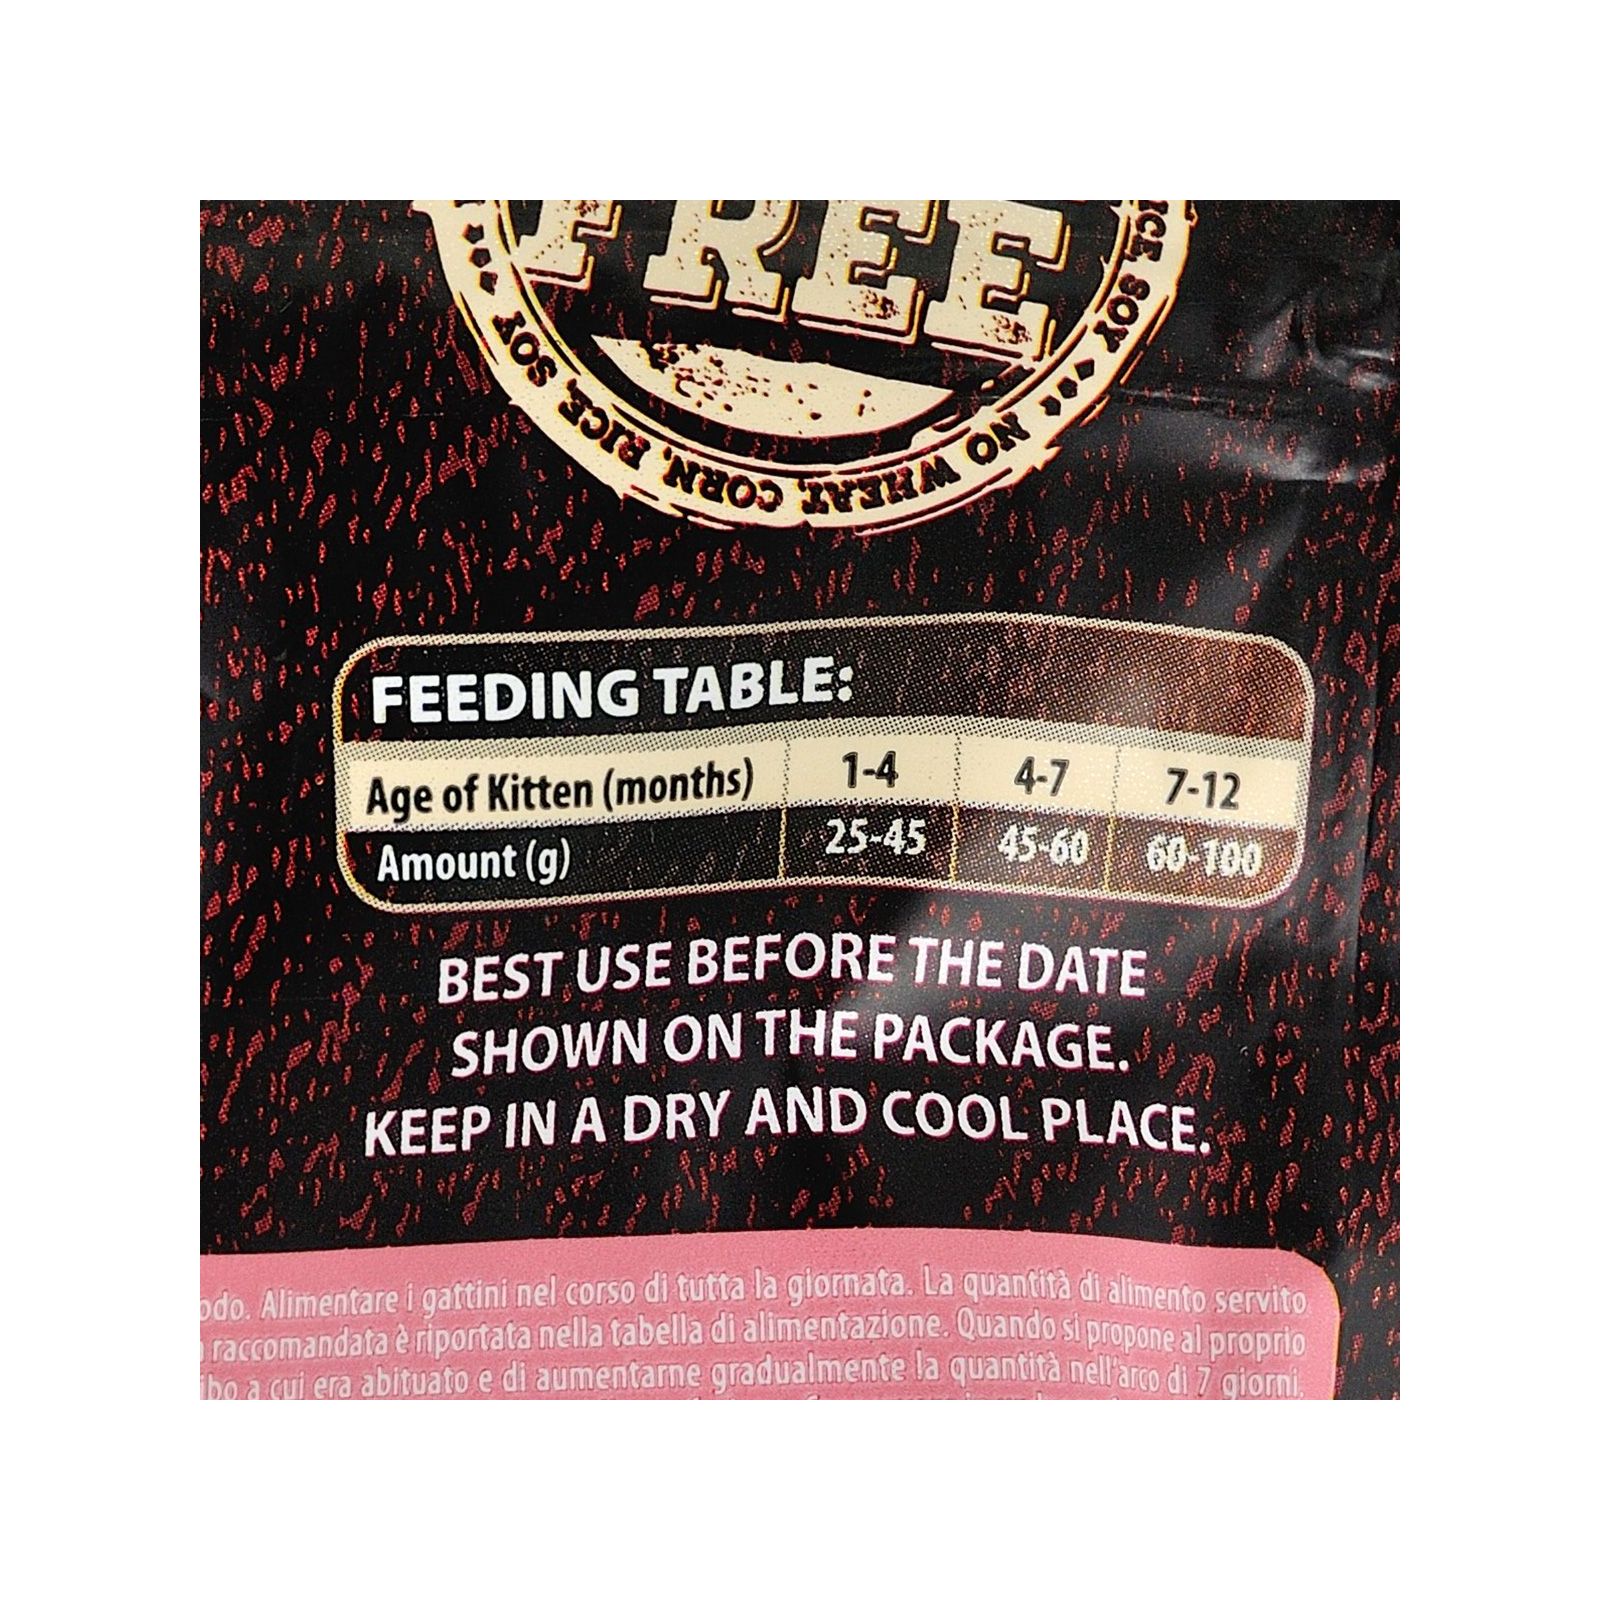 FREE
SOY
NO WHEAT, CORN, RICE, SOY
FEEDING TABLE:
Age of Kitten (months) 1-4 4-7 7-12
Amount (g) 25-45 45-60 60-100
BEST USE BEFORE THE DATE
SHOWN ON THE PACKAGE.
KEEP IN A DRY AND COOL PLACE.
odo. Alimentare i gattini nel corso di tutta la giornata. La quantità di alimento servito
raccomandata è riportata nella tabella di alimentazione. Quando si propone al proprio
ibo a cui era abituato e di aumentarne gradualmente la quantità nell'arco di 7 giorni.